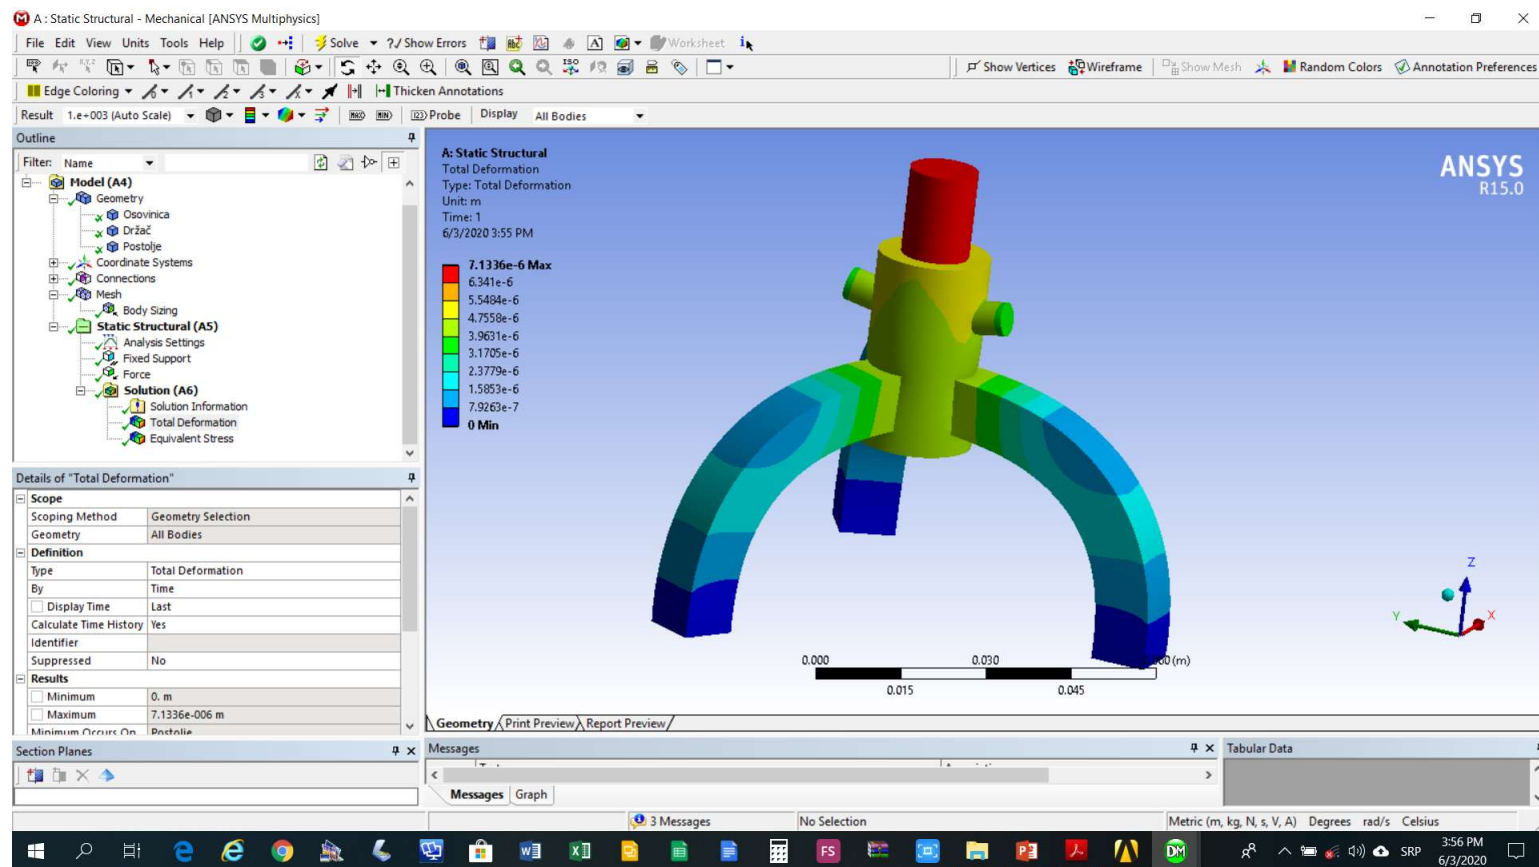 A : Static Structural - Mechanical [ANSYS Multiphysics]
File Edit View Units Tools Help Solve ?/ Show Errors Worksheet
Show Vertices Wireframe Show Mesh Random Colors Annotation Preferences
Edge Coloring Thicken Annotations
Result 1.e+003 (Auto Scale) MAX MIN Probe Display All Bodies
Outline
Filter: Name
Model (A4)
Geometry
Osovinica
Držač
Postolje
Coordinate Systems
Connections
Mesh
Body Sizing
Static Structural (A5)
Analysis Settings
Fixed Support
Force
Solution (A6)
Solution Information
Total Deformation
Equivalent Stress
Details of "Total Deformation"
Scope
Scoping Method Geometry Selection
Geometry All Bodies
Definition
Type Total Deformation
By Time
Display Time Last
Calculate Time History Yes
Identifier
Suppressed No
Results
Minimum 0. m
Maximum 7.1336e-006 m
Minimum Occurs On Postolje
Section Planes
A: Static Structural
Total Deformation
Type: Total Deformation
Unit: m
Time: 1
6/3/2020 3:55 PM
7.1336e-6 Max
6.341e-6
5.5484e-6
4.7558e-6
3.9631e-6
3.1705e-6
2.3779e-6
1.5853e-6
7.9263e-7
0 Min
ANSYS
R15.0
Z
Y
X
0.000 0.030 (m)
0.015 0.045
Geometry Print Preview Report Preview
Messages
Messages Graph
Tabular Data
3 Messages No Selection Metric (m, kg, N, s, V, A) Degrees rad/s Celsius
SRP
3:56 PM
6/3/2020